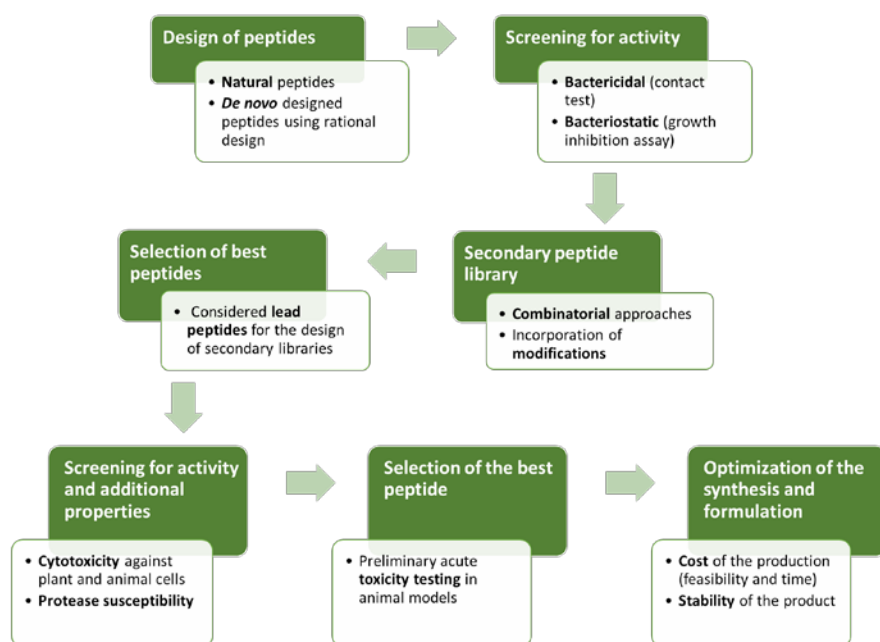 Design of peptides
• Natural peptides
• De novo designed
peptides using rational
design
Screening for activity
• Bactericidal (contact
test)
• Bacteriostatic (growth
inhibition assay)
Secondary peptide
library
• Combinatorial approaches
• Incorporation of
modifications
Selection of best
peptides
• Considered lead
peptides for the design
of secondary libraries
Screening for activity
and additional
properties
• Cytotoxicity against
plant and animal cells
• Protease susceptibility
Selection of the best
peptide
• Preliminary acute
toxicity testing in
animal models
Optimization of the
synthesis and
formulation
• Cost of the production
(feasibility and time)
• Stability of the product